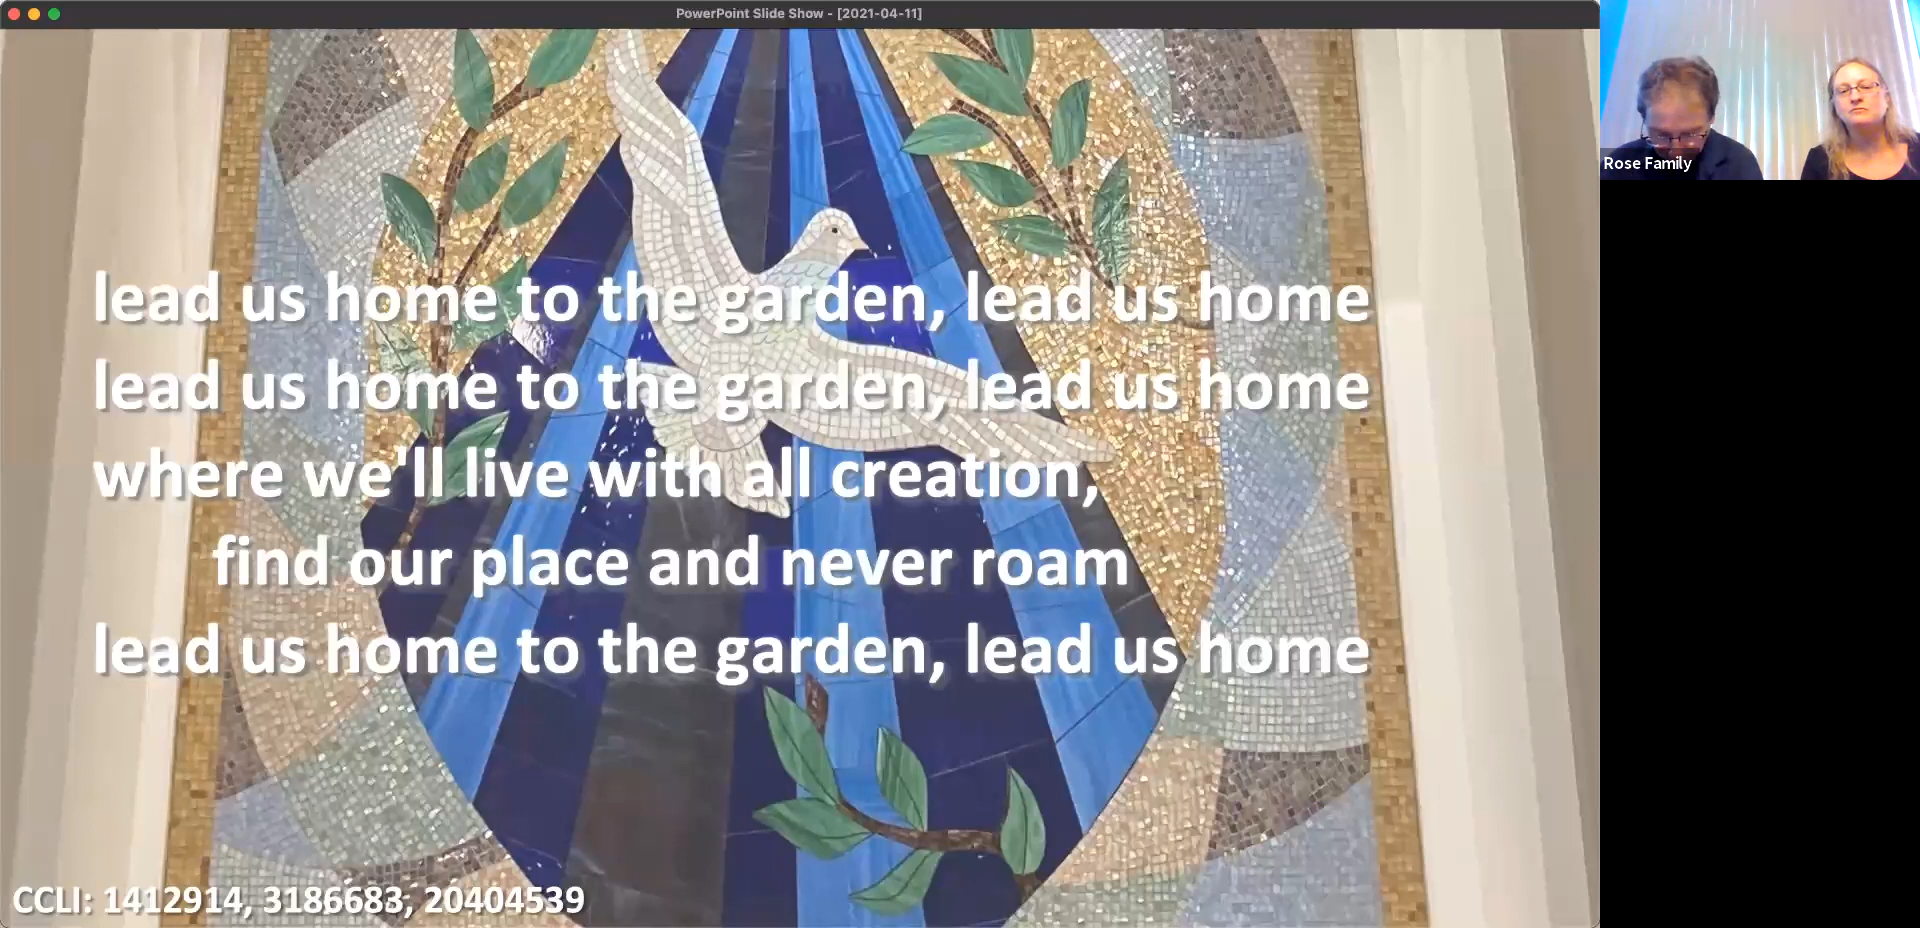 PowerPoint Slide Show - [2021-04-11]
Rose Family
lead us home to the garden, lead us home
lead us home to the garden, lead us home
where we'll live with all creation,
find our place and never roam
lead us home to the garden, lead us home
CCLI: 1412914, 3186683, 20404539